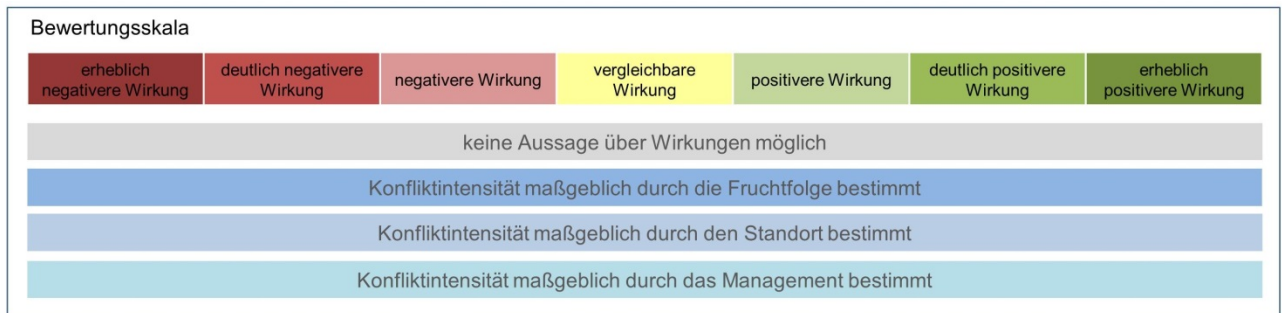 Bewertungsskala
erheblich
negativere Wirkung
deutlich negativere
Wirkung
negativere Wirkung
vergleichbare
Wirkung
positivere Wirkung
deutlich positivere
Wirkung
erheblich
positivere Wirkung
keine Aussage über Wirkungen möglich
Konfliktintensität maßgeblich durch die Fruchtfolge bestimmt
Konfliktintensität maßgeblich durch den Standort bestimmt
Konfliktintensität maßgeblich durch das Management bestimmt